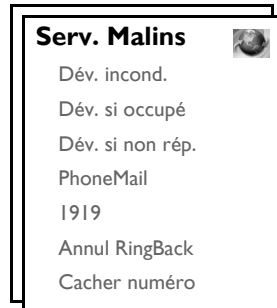 Serv. Malins
Dév. incond.
Dév. si occupé
Dév. si non rép.
PhoneMail
1919
Annul RingBack
Cacher numéro